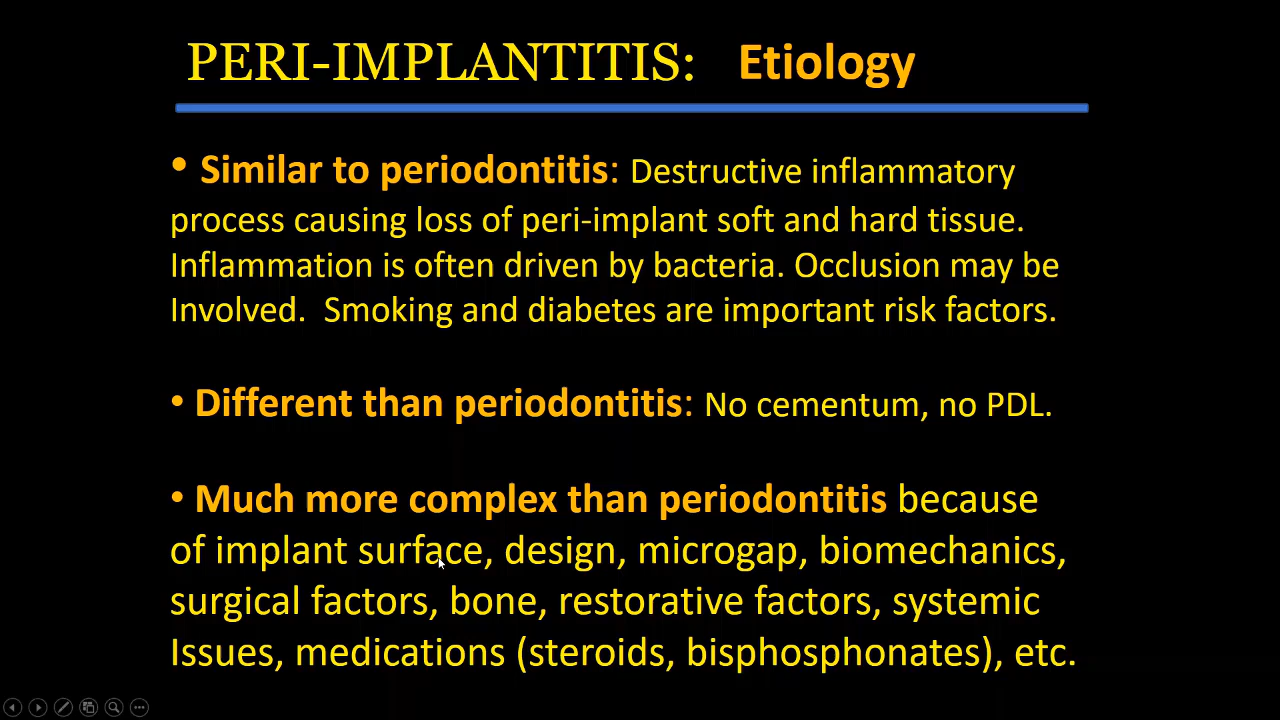 PERI-IMPLANTITIS: Etiology
• Similar to periodontitis: Destructive inflammatory
process causing loss of peri-implant soft and hard tissue.
Inflammation is often driven by bacteria. Occlusion may be
Involved. Smoking and diabetes are important risk factors.
• Different than periodontitis: No cementum, no PDL.
• Much more complex than periodontitis because
of implant surface, design, microgap, biomechanics,
surgical factors, bone, restorative factors, systemic
Issues, medications (steroids, bisphosphonates), etc.